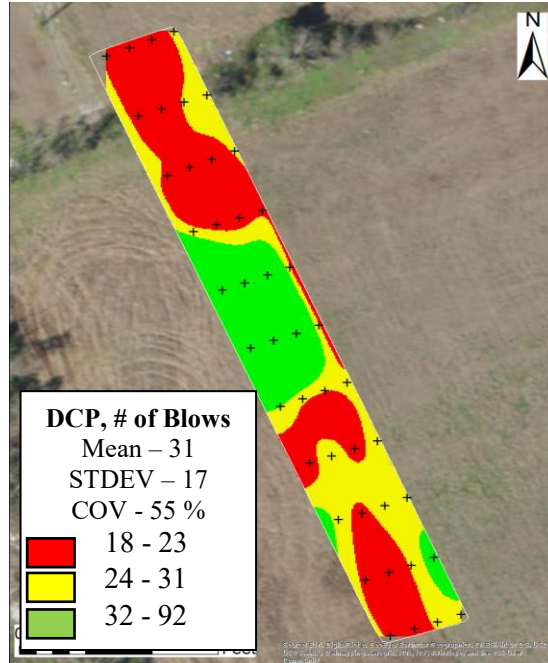 N
DCP, # of Blows
Mean – 31
STDEV – 17
COV - 55 %
18 - 23
24 - 31
32 - 92